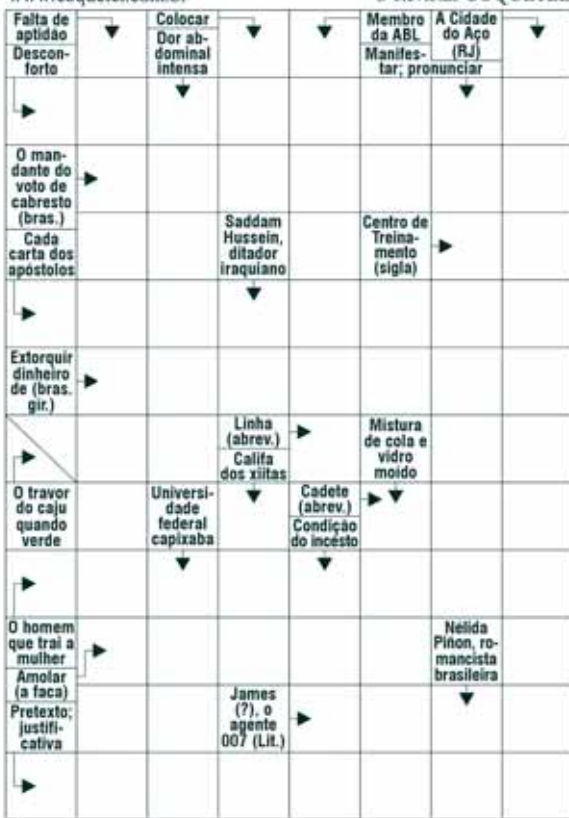 Falta de
aptidão
Descon-
forto
Colocar
Dor ab-
dominal
intensa
Membro
da ABL
A Cidade
do Aço
(RJ)
Manifes-
tar; pronunciar
O man-
dante do
voto de
cabresto
(bras.)
Cada
carta dos
apóstolos
Saddam
Hussein,
ditador
iraquiano
Centro de
Treina-
mento
(sigla)
Extorquir
dinheiro
de (bras.
gír.)
Linha
(abrev.)
Califa
dos xiitas
Mistura
de cola e
vidro
moído
O travor
do caju
quando
verde
Universi-
dade
federal
capixaba
Cadete
(abrev.)
Condição
do incesto
O homem
que trai a
mulher
Amolar
(a faca)
Pretexto;
justifi-
cativa
Nélida
Piñon, ro-
mancista
brasileira
James
(?), o
agente
007 (Lit.)